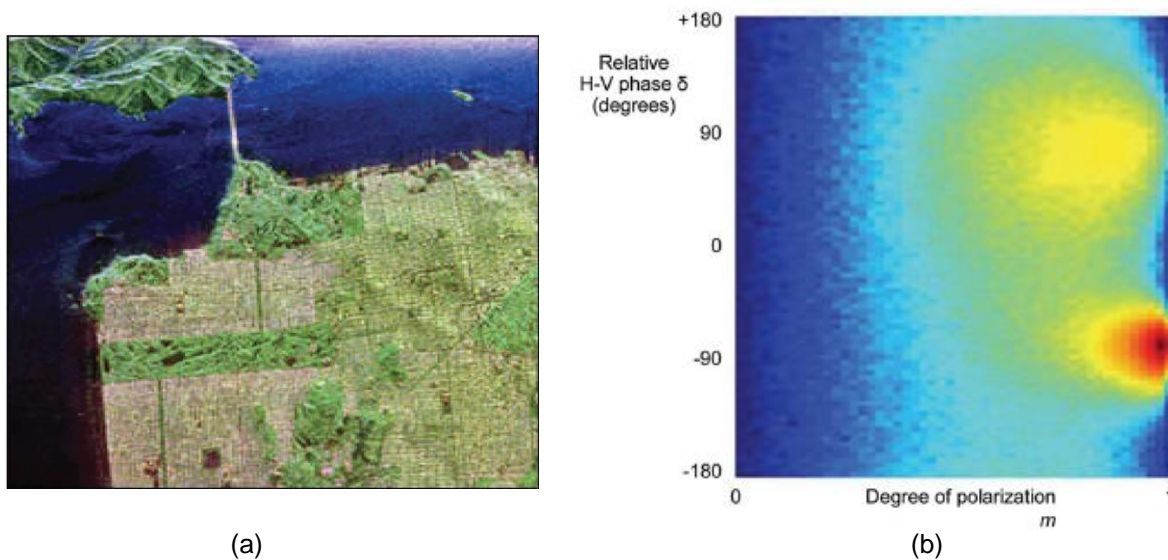 +180
Relative
H-V phase δ
(degrees)
90
0
-90
-180
0
Degree of polarization
m
(a)
(b)